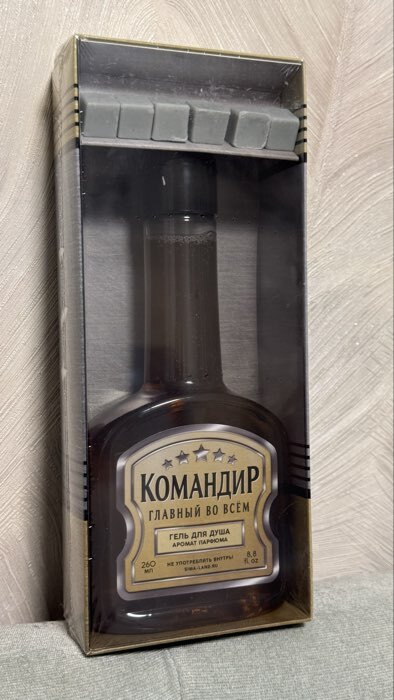 КОМАНДИР
ГЛАВНЫЙ ВО ВСЁМ
ГЕЛЬ ДЛЯ ДУША
АРОМАТ ПАРФЮМА
260 МЛ
НЕ УПОТРЕБЛЯТЬ ВНУТРЬ
SIMA-LAND.RU
8,8 fl. oz